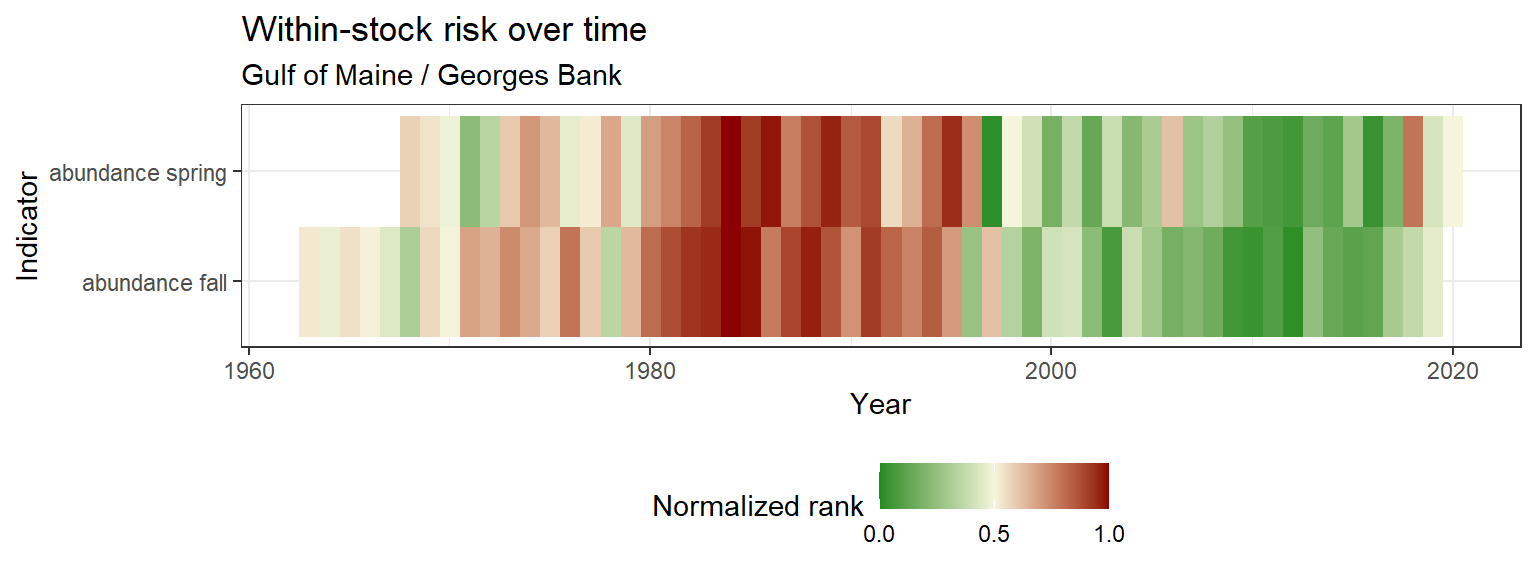 Within-stock risk over time
Gulf of Maine / Georges Bank
Indicator
abundance spring
abundance fall
1960 1980 2000 2020
Year
Normalized rank
0.0 0.5 1.0